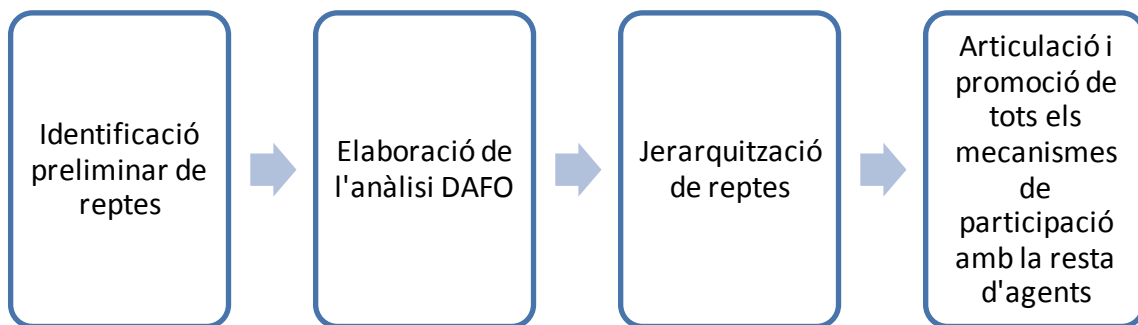 Identificació
preliminar de
reptes
Elaboració de
l'anàlisi DAFO
Jerarquització
de reptes
Articulació i
promoció de
tots els
mecanismes
de
participació
amb la resta
d'agents